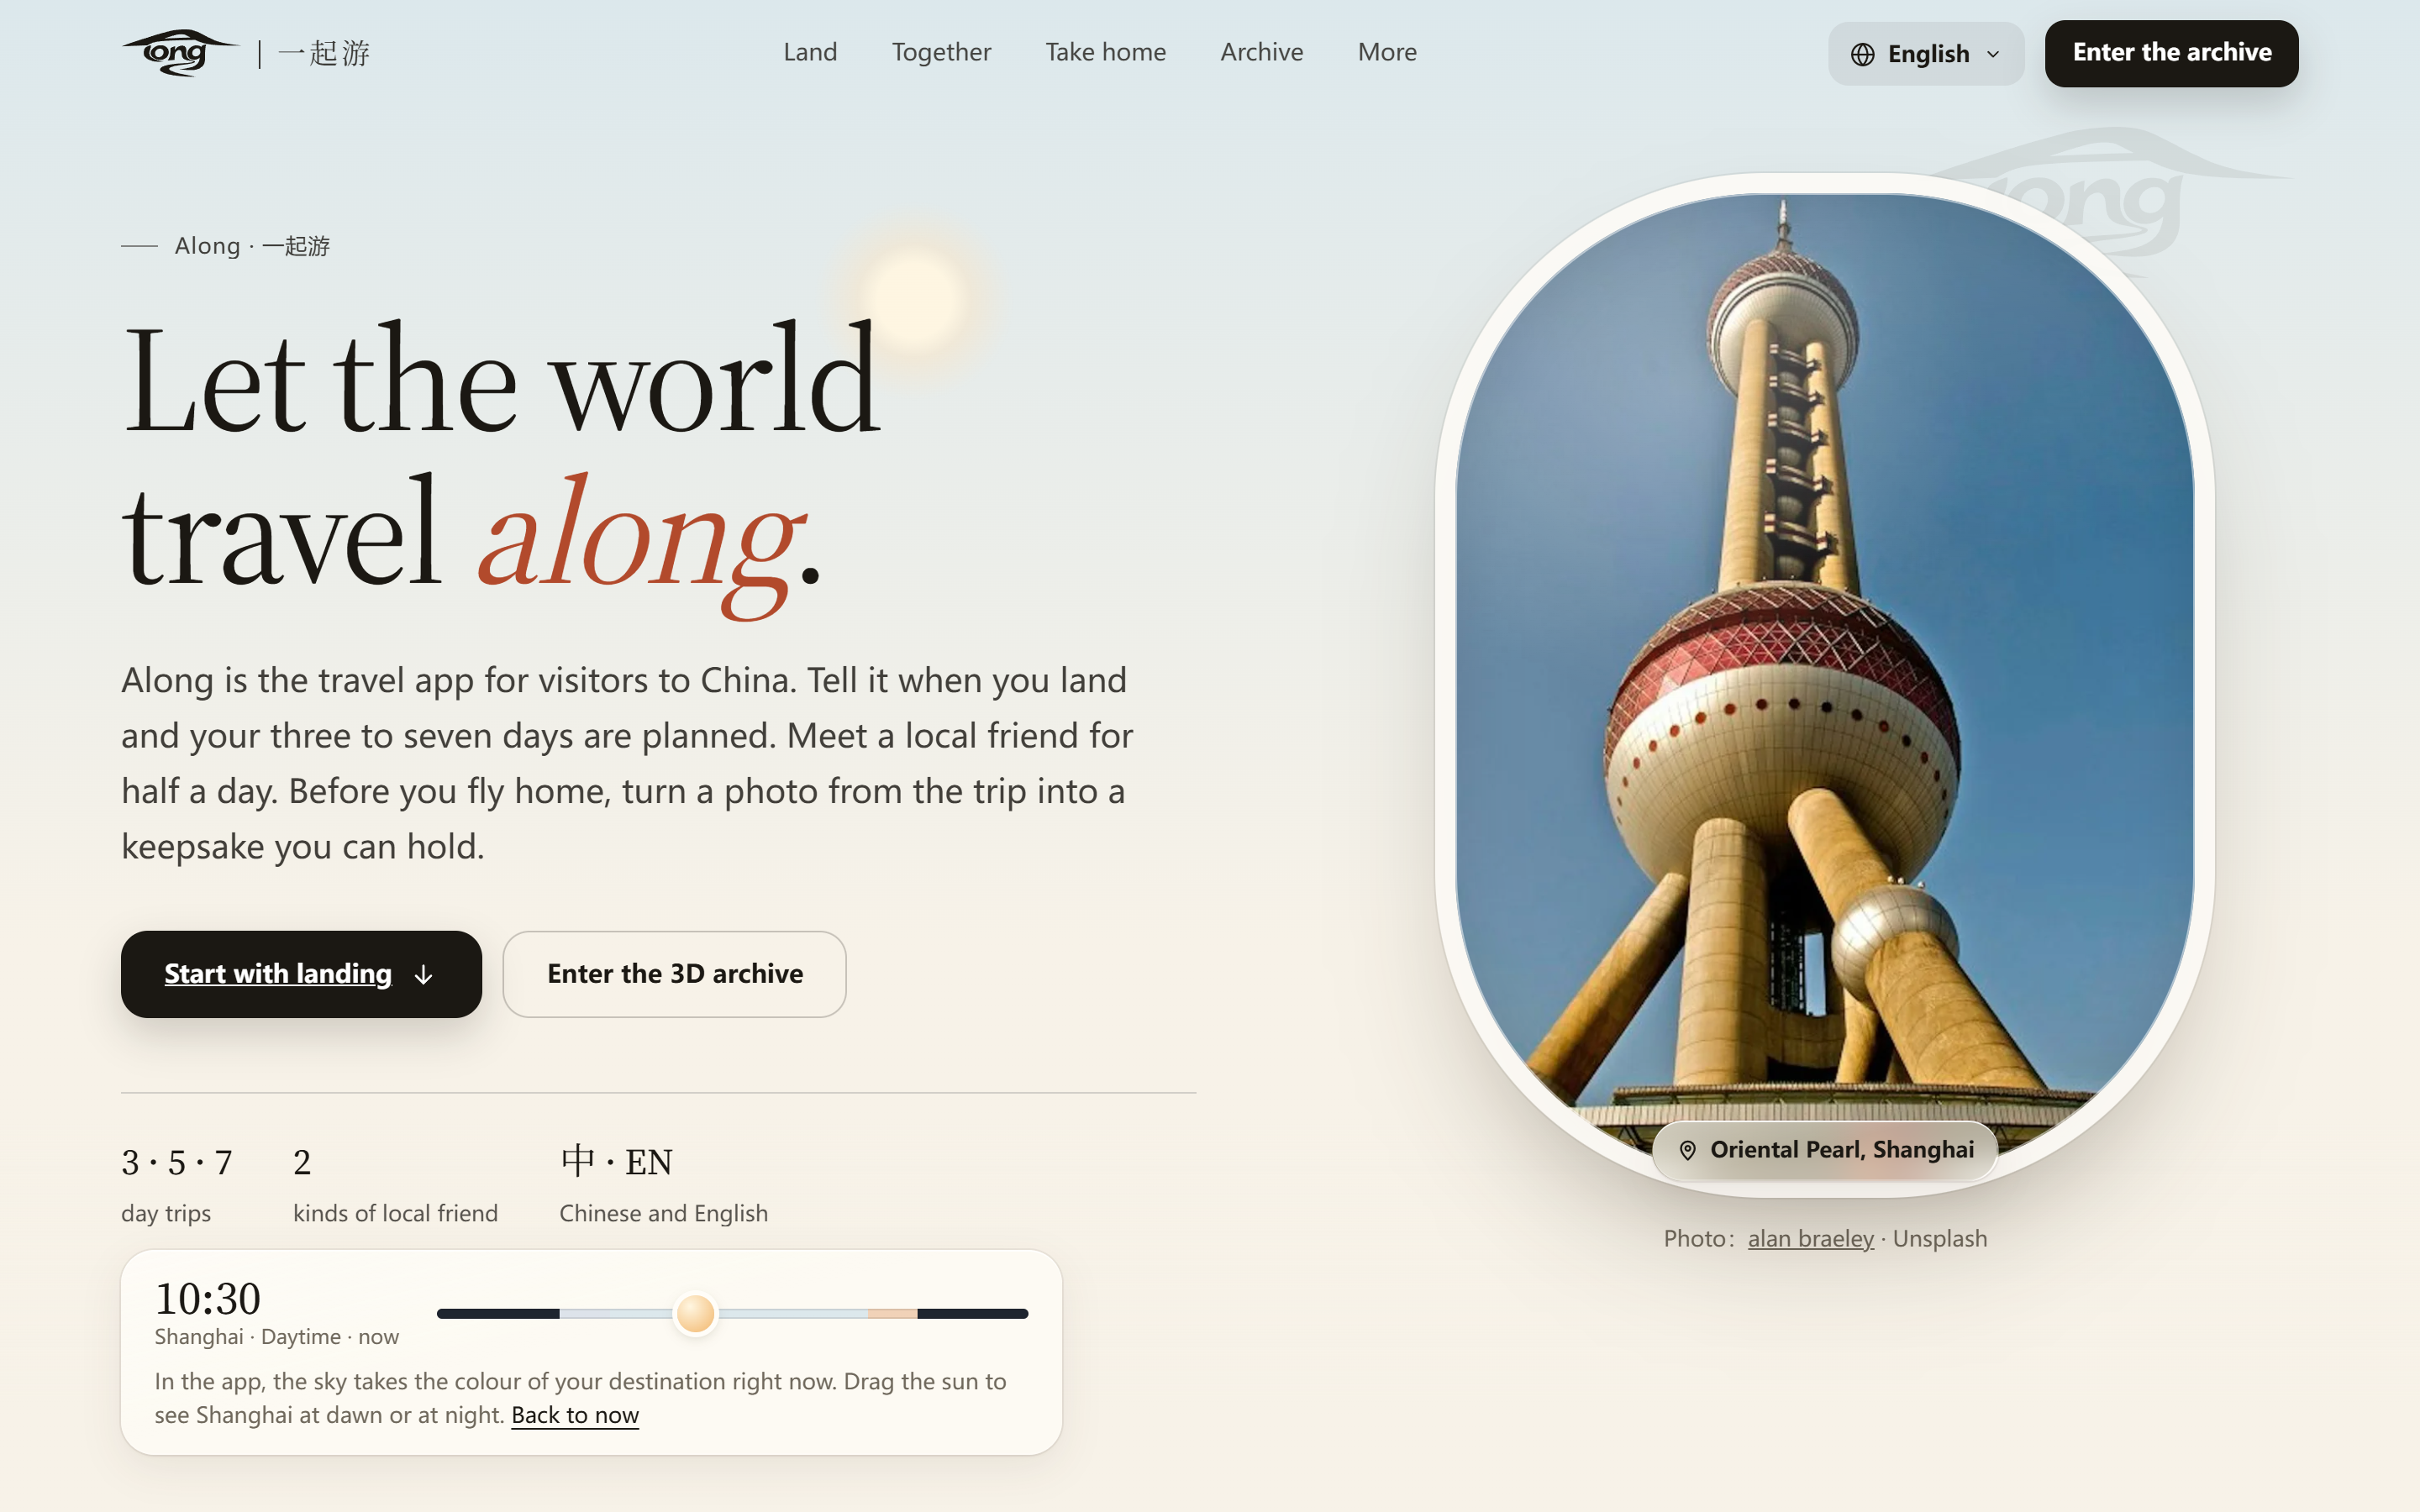 ong | 一起游
Land
Together
Take home
Archive
More
English
Enter the archive
ong
Along · 一起游
Let the world
travel along.
Along is the travel app for visitors to China. Tell it when you land
and your three to seven days are planned. Meet a local friend for
half a day. Before you fly home, turn a photo from the trip into a
keepsake you can hold.
Start with landing ↓
Enter the 3D archive
3 · 5 · 7
day trips
2
kinds of local friend
中 · EN
Chinese and English
Oriental Pearl, Shanghai
Photo: alan braeley · Unsplash
10:30
Shanghai · Daytime · now
In the app, the sky takes the colour of your destination right now. Drag the sun to
see Shanghai at dawn or at night. Back to now